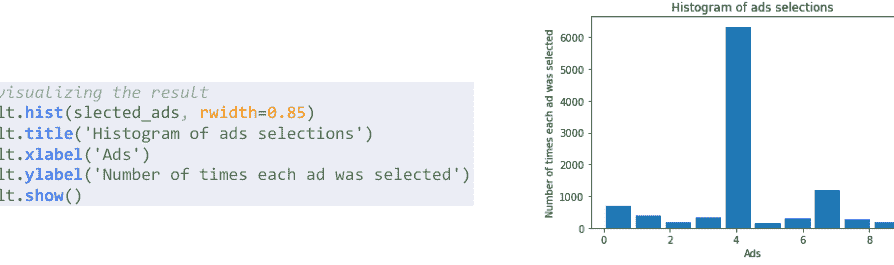 visualizing the result
lt.hist(slected_ads, rwidth=0.85)
lt.title('Histogram of ads selections')
lt.xlabel('Ads')
lt.ylabel('Number of times each ad was selected')
lt.show()
Histogram of ads selections
Number of times each ad was selected
6000
5000
4000
3000
2000
1000
0
0 2 4 6 8
Ads